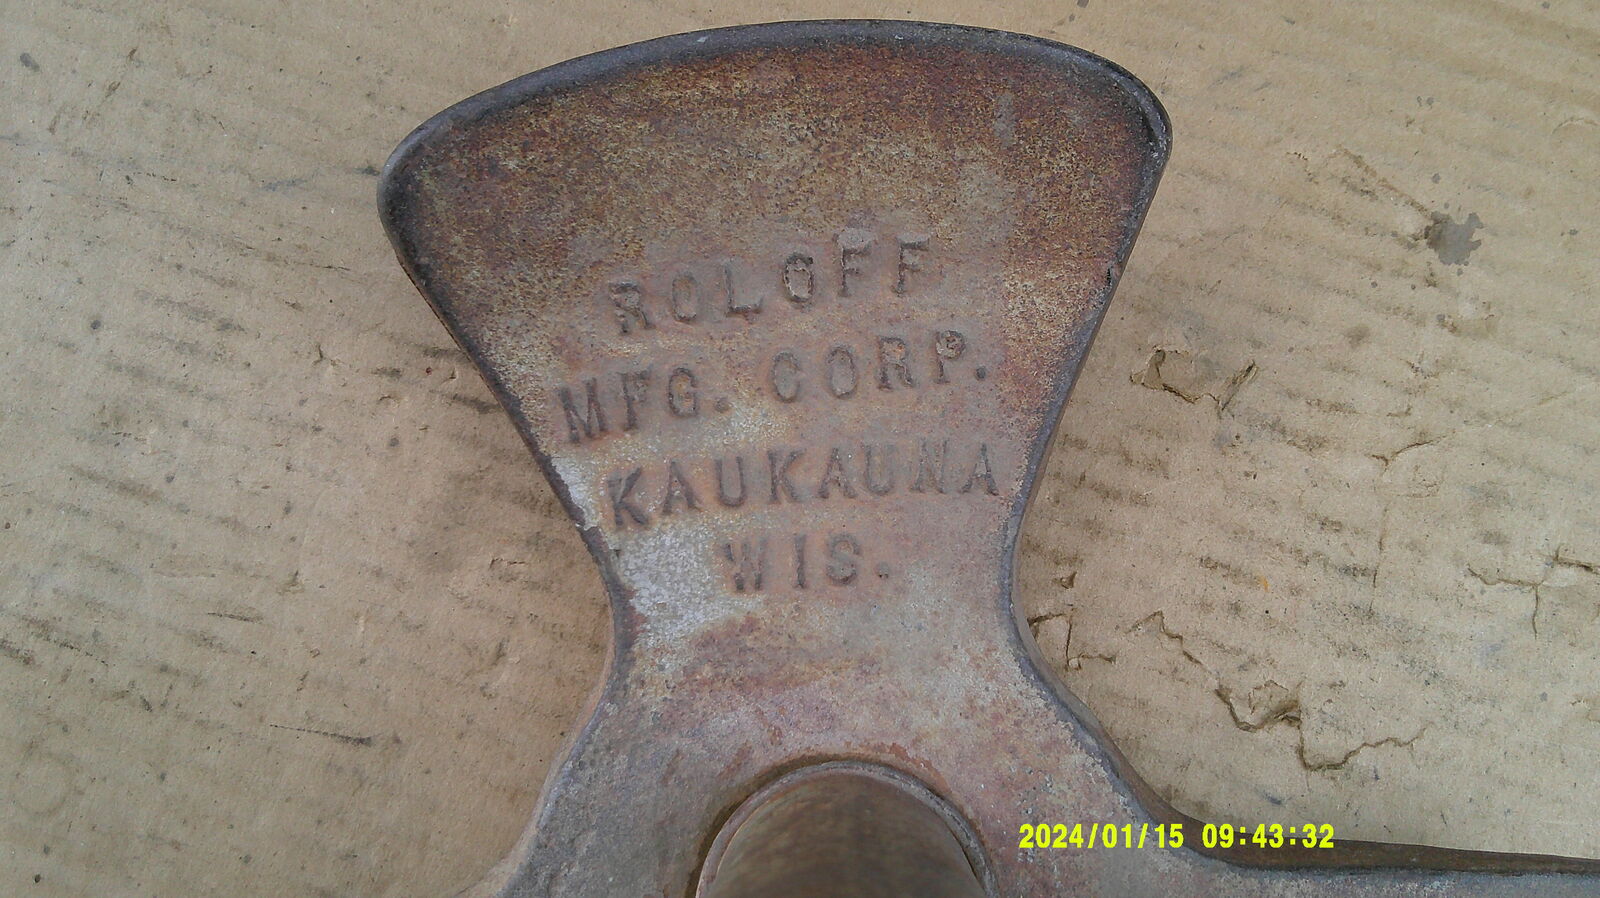 ROLOFF
MFG. CORP.
KAUKAUNA
WIS.
2024/01/15 09:43:32